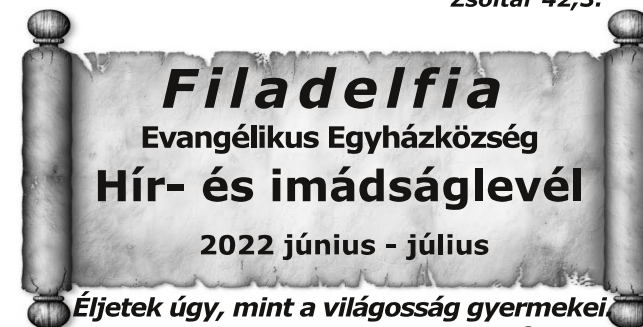 Zsoltár 42,3.
Filadelfia
Evangélikus Egyházközség
Hír- és imádságlevél
2022 június - július
Éljetek úgy, mint a világosság gyermekei.